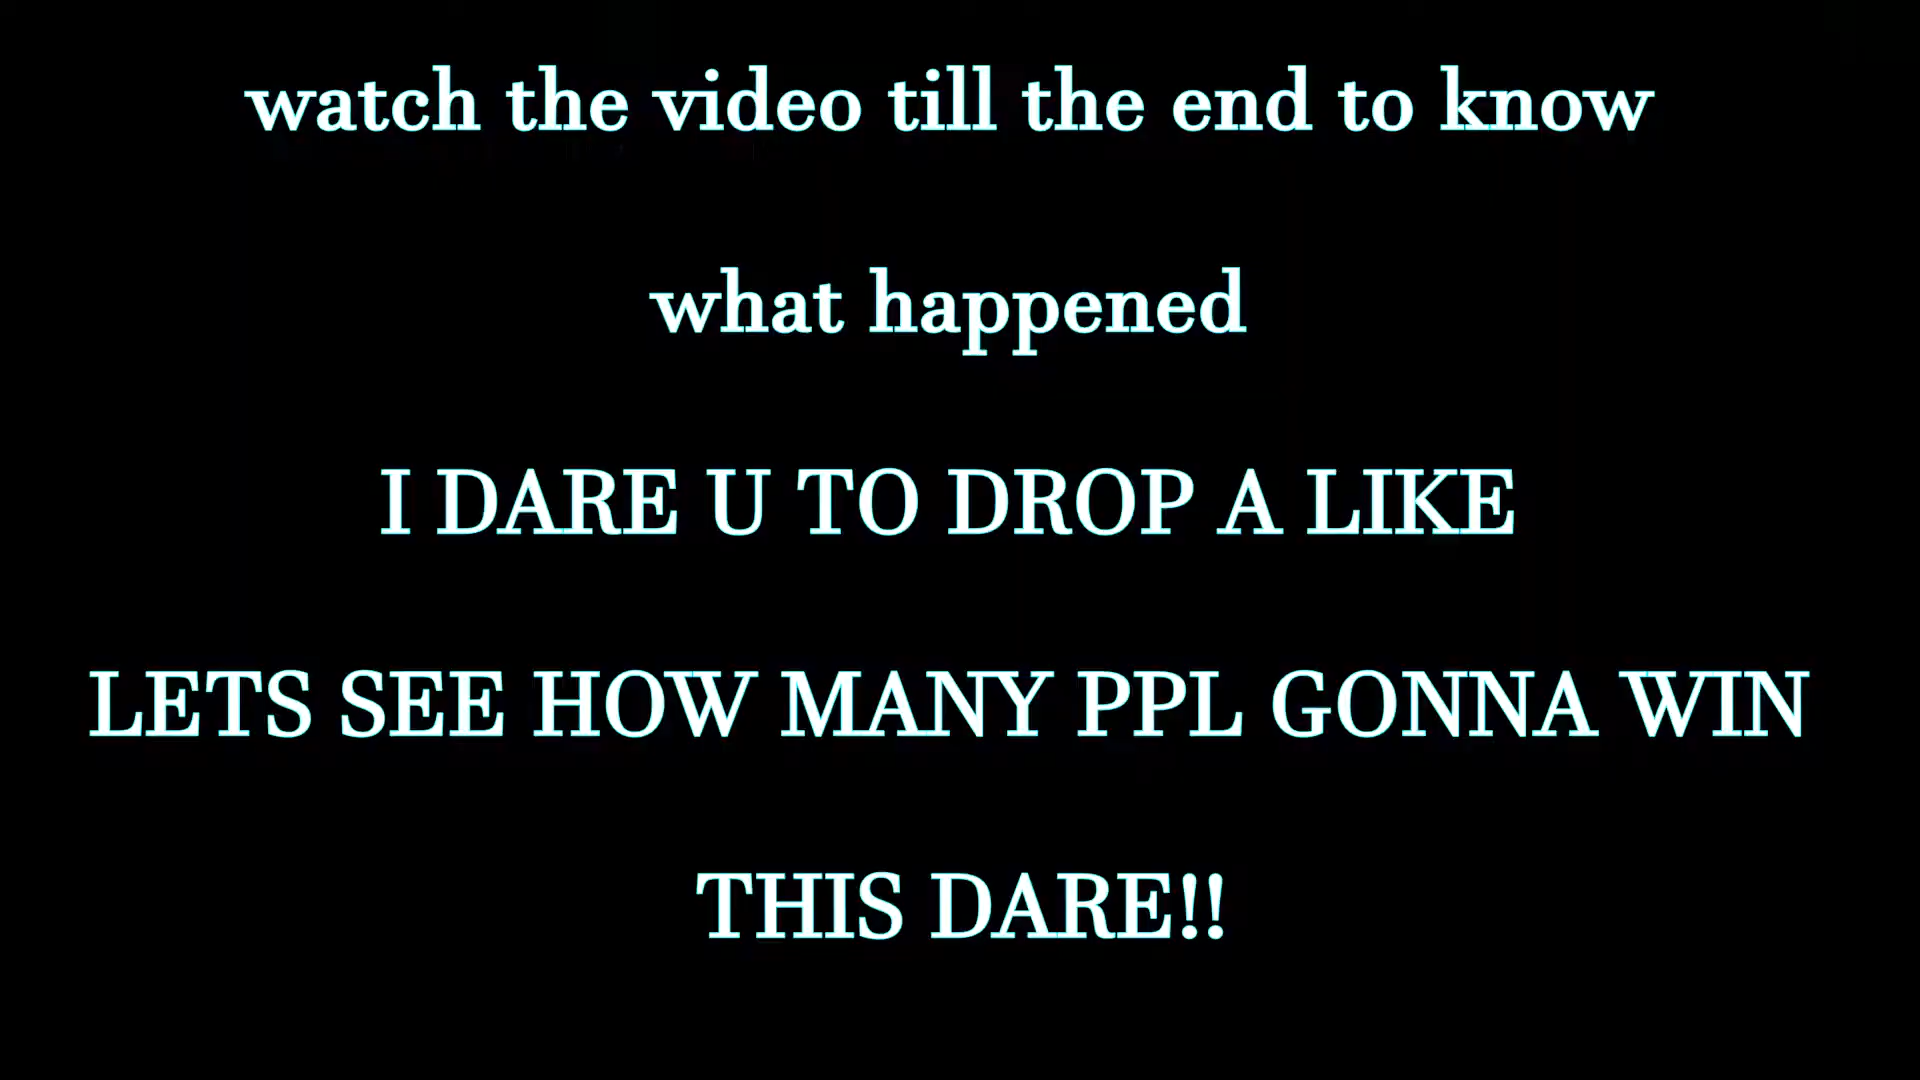 watch the video till the end to know
what happened
I DARE U TO DROP A LIKE
LETS SEE HOW MANY PPL GONNA WIN
THIS DARE!!